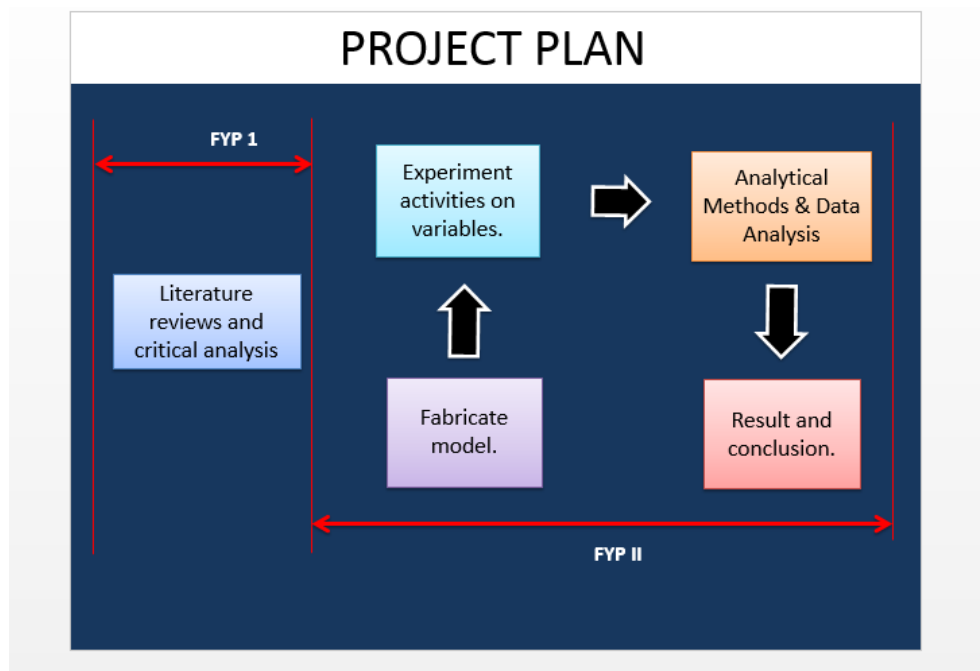 PROJECT PLAN
FYP 1
Literature
reviews and
critical analysis
Experiment
activities on
variables.
Analytical
Methods & Data
Analysis
Fabricate
model.
Result and
conclusion.
FYP II